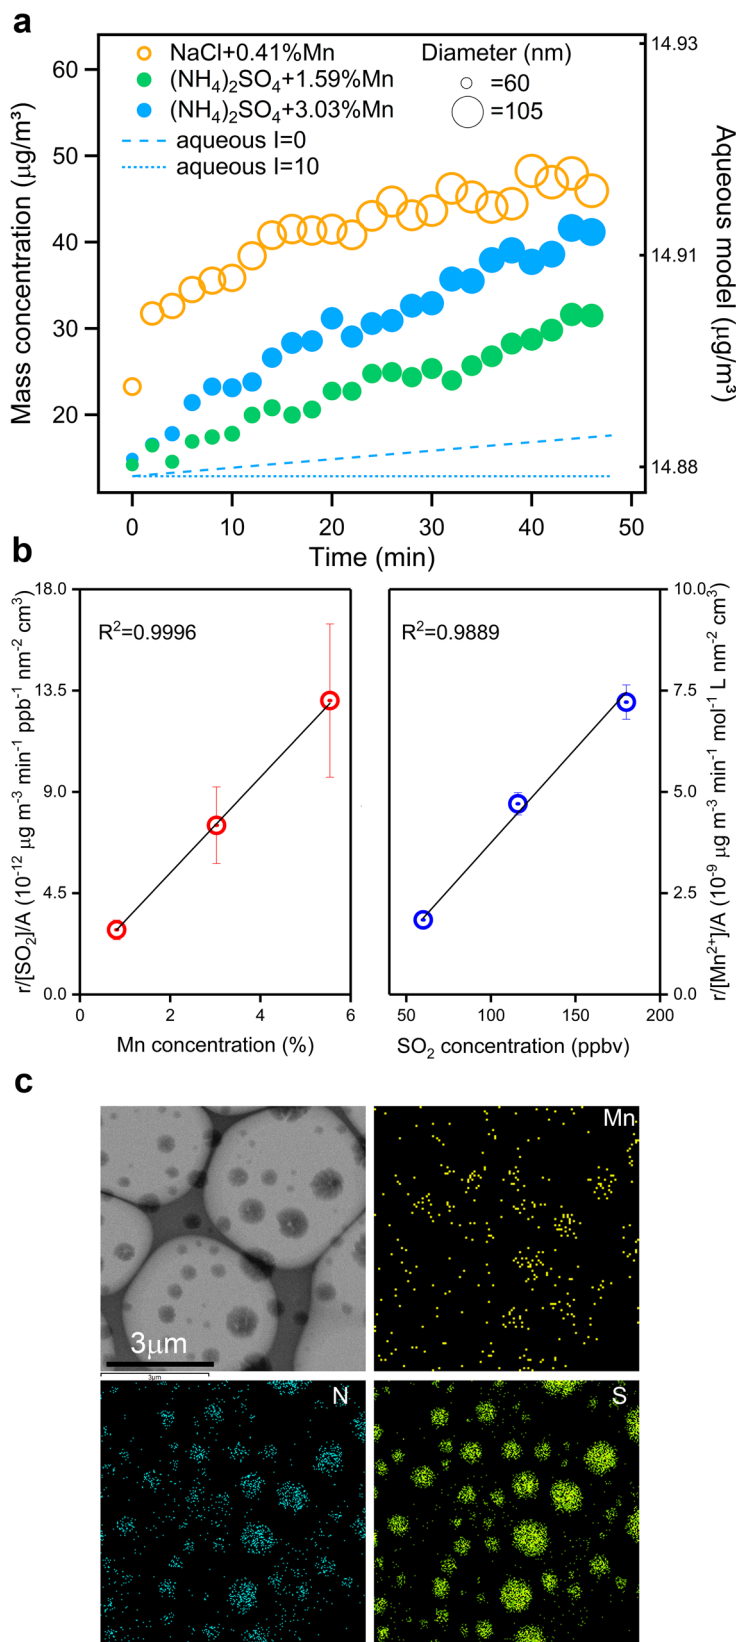 a
NaCl+0.41%Mn
(NH4)2SO4+1.59%Mn
(NH4)2SO4+3.03%Mn
aqueous I=0
aqueous I=10
Diameter (nm)
=60
=105
Mass concentration (μg/m³)
60
50
40
30
20
14.93
14.91
14.88
Aqueous model (μg/m³)
0
10
20
30
40
50
Time (min)
b
r/[SO2]/A (10-12 μg m-3 min-1 ppb-1 nm-2 cm3)
18.0
13.5
9.0
4.5
0.0
R2=0.9996
0
2
4
6
Mn concentration (%)
R2=0.9889
10.0
7.5
5.0
2.5
0.0
r/[Mn2+]/A (10-9 μg m-3 min-1 mol-1 L nm-2 cm3)
50
100
150
200
SO2 concentration (ppbv)
c
3μm
3μm
Mn
N
S